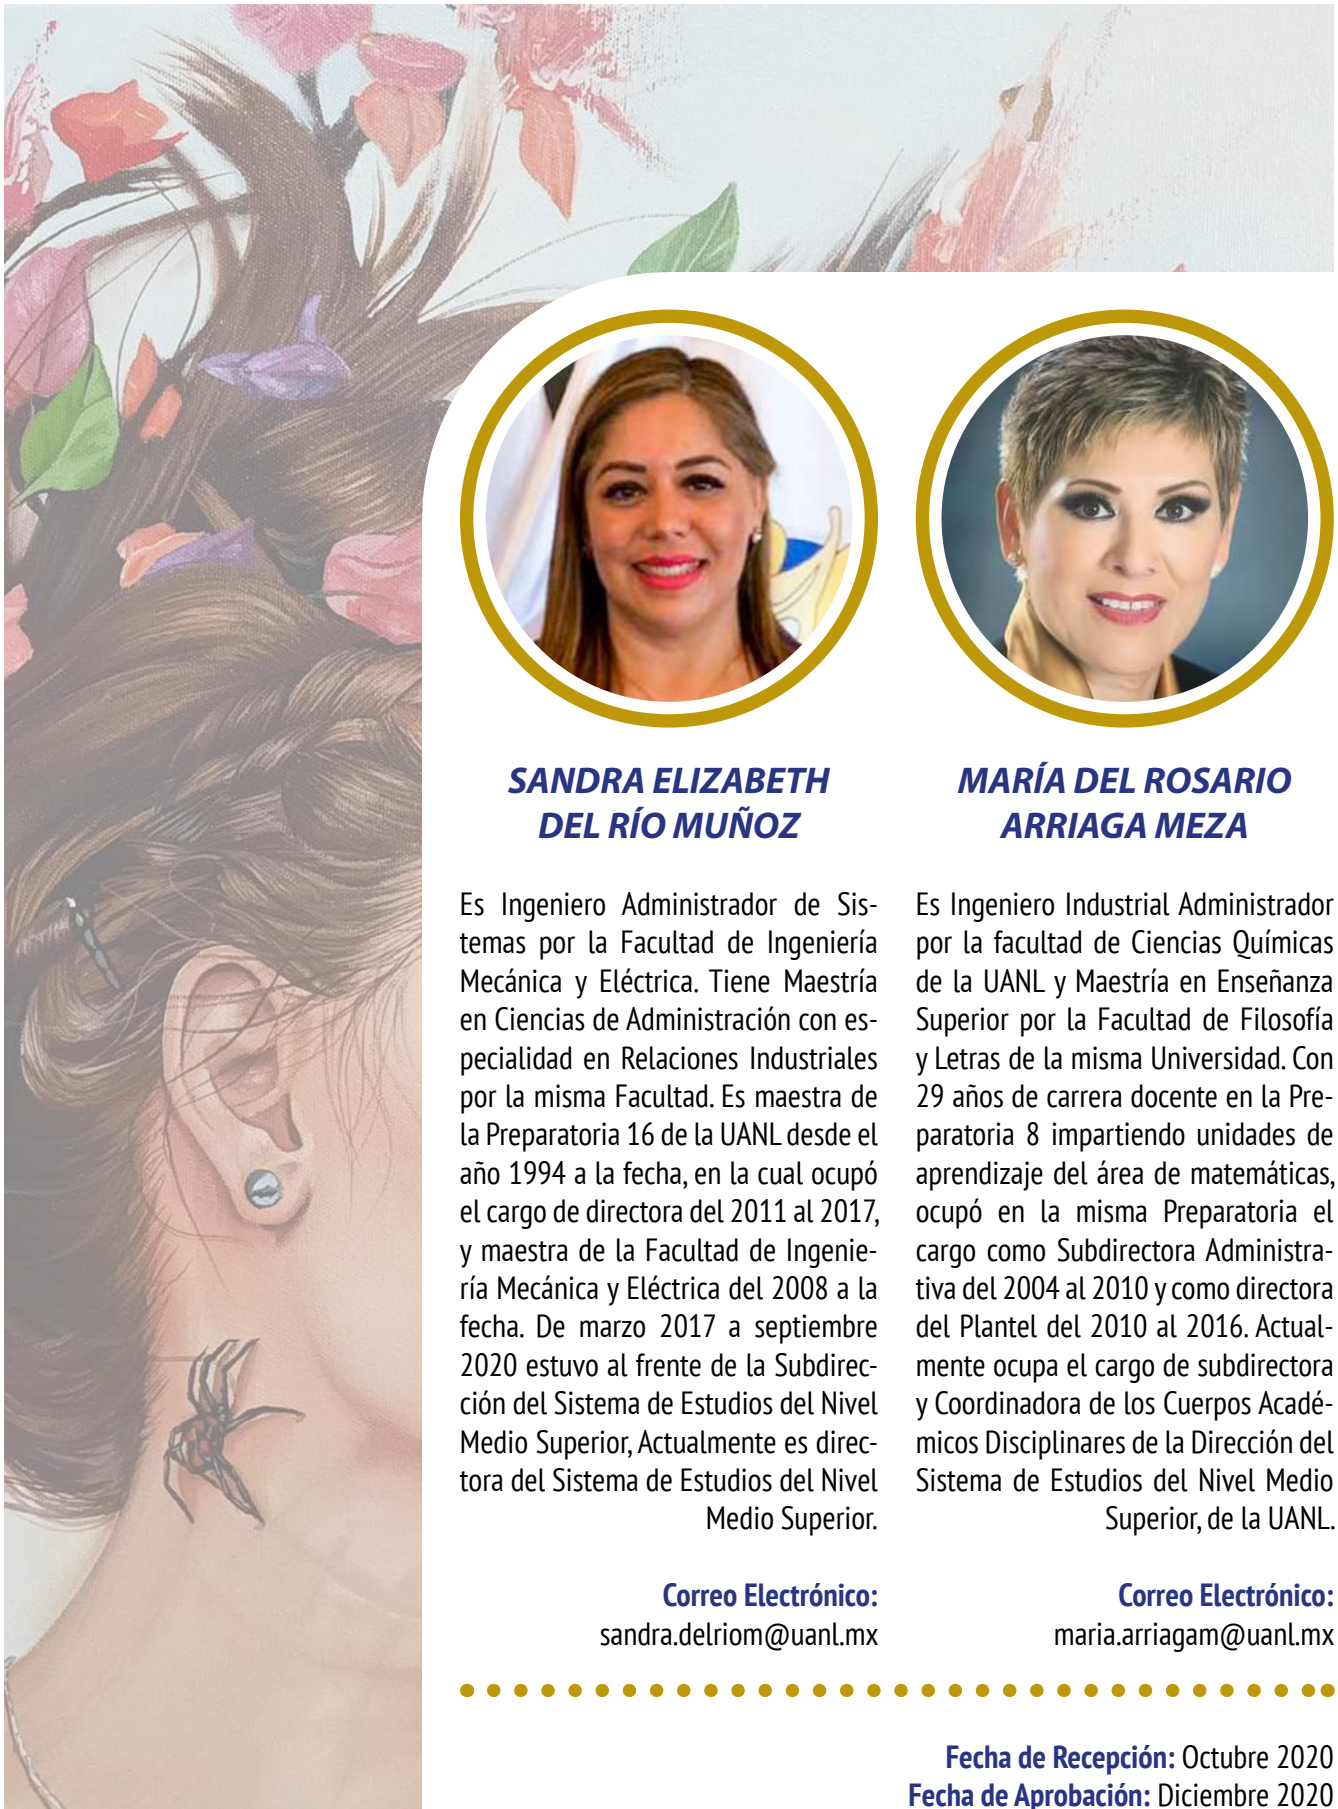 SANDRA ELIZABETH
DEL RÍO MUÑOZ
Es Ingeniero Administrador de Sis-
temas por la Facultad de Ingeniería
Mecánica y Eléctrica. Tiene Maestría
en Ciencias de Administración con es-
pecialidad en Relaciones Industriales
por la misma Facultad. Es maestra de
la Preparatoria 16 de la UANL desde el
año 1994 a la fecha, en la cual ocupó
el cargo de directora del 2011 al 2017,
y maestra de la Facultad de Ingenie-
ría Mecánica y Eléctrica del 2008 a la
fecha. De marzo 2017 a septiembre
2020 estuvo al frente de la Subdirec-
ción del Sistema de Estudios del Nivel
Medio Superior, Actualmente es direc-
tora del Sistema de Estudios del Nivel
Medio Superior.
Correo Electrónico:
sandra.delriom@uanl.mx
MARÍA DEL ROSARIO
ARRIAGA MEZA
Es Ingeniero Industrial Administrador
por la facultad de Ciencias Químicas
de la UANL y Maestría en Enseñanza
Superior por la Facultad de Filosofía
y Letras de la misma Universidad. Con
29 años de carrera docente en la Pre-
paratoria 8 impartiendo unidades de
aprendizaje del área de matemáticas,
ocupó en la misma Preparatoria el
cargo como Subdirectora Administra-
tiva del 2004 al 2010 y como directora
del Plantel del 2010 al 2016. Actual-
mente ocupa el cargo de subdirectora
y Coordinadora de los Cuerpos Acadé-
micos Disciplinares de la Dirección del
Sistema de Estudios del Nivel Medio
Superior, de la UANL.
Correo Electrónico:
maria.arriagam@uanl.mx
Fecha de Recepción: Octubre 2020
Fecha de Aprobación: Diciembre 2020